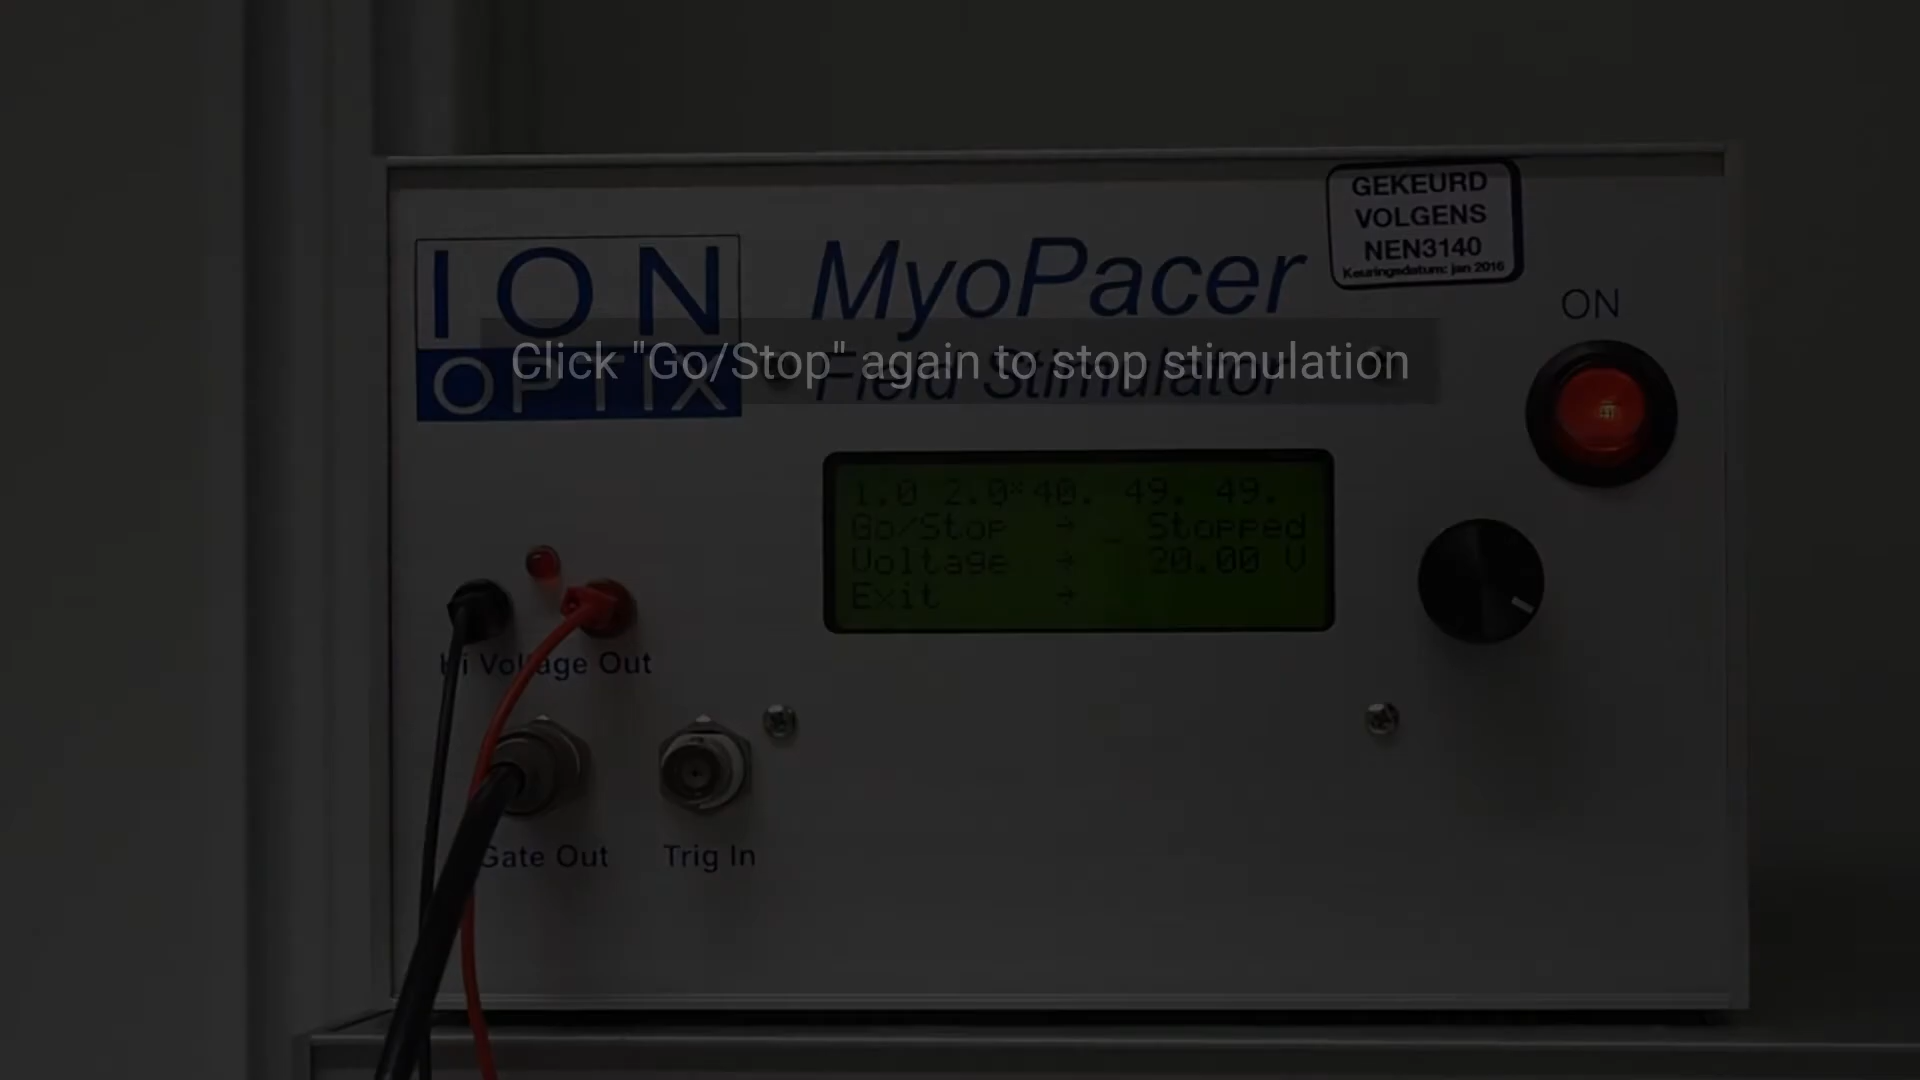 GEKEURD
VOLGENS
NEN3140
Keuringsdatum: jan 2016
ION
OPTIX
MyoPacer
Field Stimulator
ON
Click "Go/Stop" again to stop stimulation
1.0 2.0*40. 49. 49.
Go/Stop → _ Stopped
Voltage → 20.00 V
Exit →
Hi Voltage Out
Gate Out
Trig In